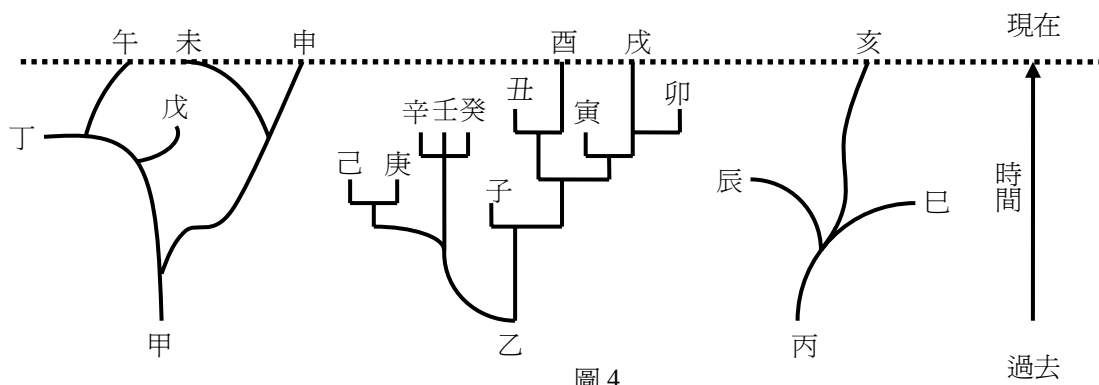 現在
午 未 申 酉 戌 亥
丑 卯
戊 辛 壬 癸 寅
丁
己 庚 子 辰 巳
時間
甲 乙 丙
過去
圖 4